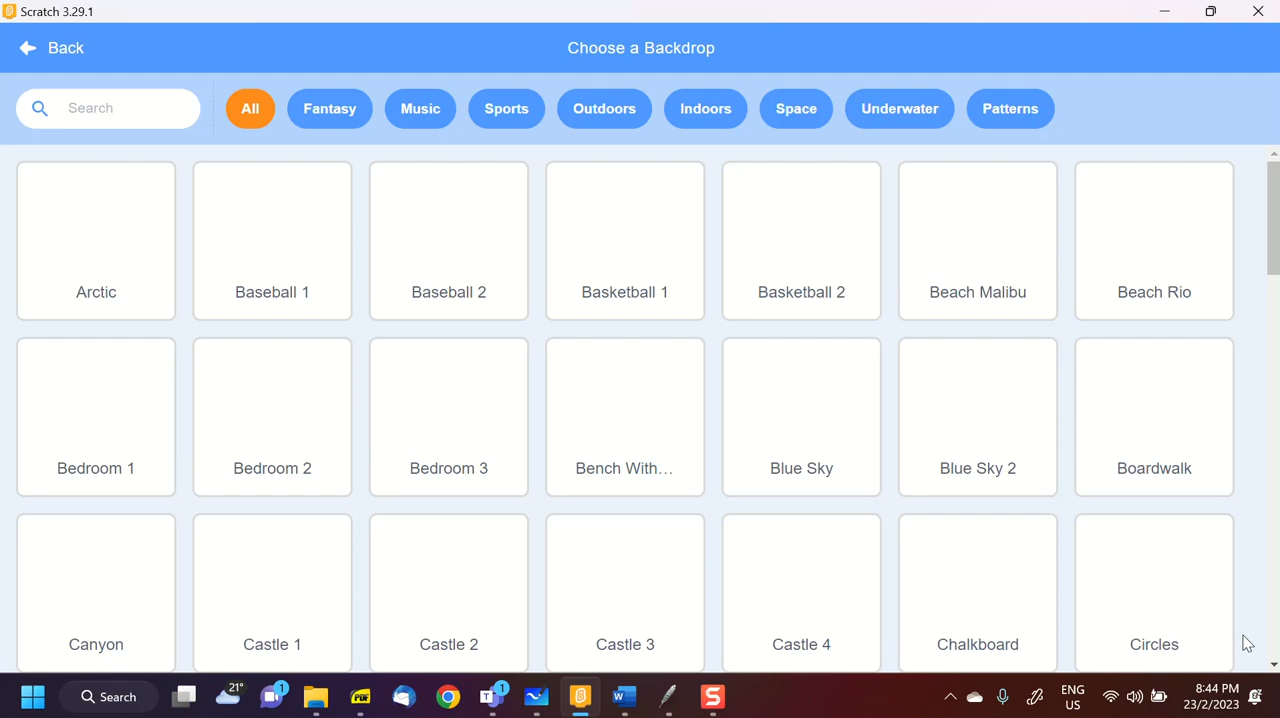 Scratch 3.29.1
Back
Choose a Backdrop
Search
All
Fantasy
Music
Sports
Outdoors
Indoors
Space
Underwater
Patterns
Arctic
Baseball 1
Baseball 2
Basketball 1
Basketball 2
Beach Malibu
Beach Rio
Bedroom 1
Bedroom 2
Bedroom 3
Bench With...
Blue Sky
Blue Sky 2
Boardwalk
Canyon
Castle 1
Castle 2
Castle 3
Castle 4
Chalkboard
Circles
Search
21°
1
PDF
1
T
W
S
ENG
US
8:44 PM
23/2/2023